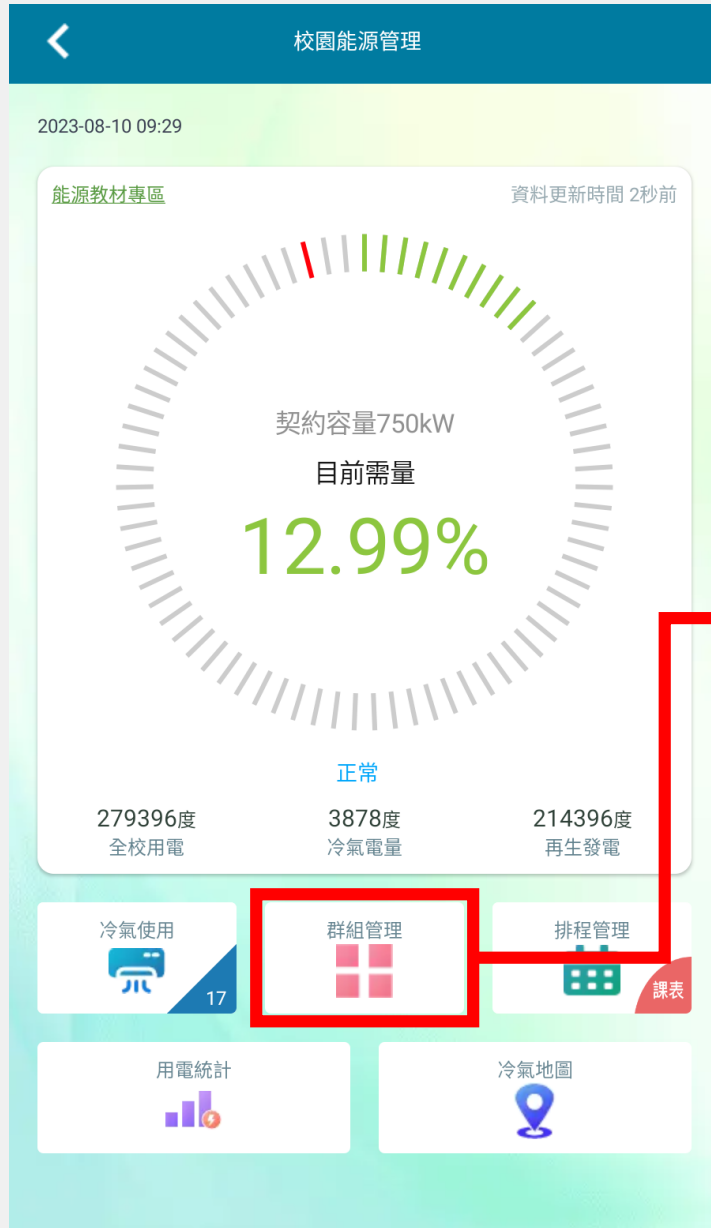 校園能源管理
2023-08-10 09:29
能源教材專區
資料更新時間 2秒前
契約容量750kW
目前需量
12.99%
正常
279396度
3878度
214396度
全校用電
冷氣電量
再生發電
冷氣使用
群組管理
排程管理
17
課表
用電統計
冷氣地圖